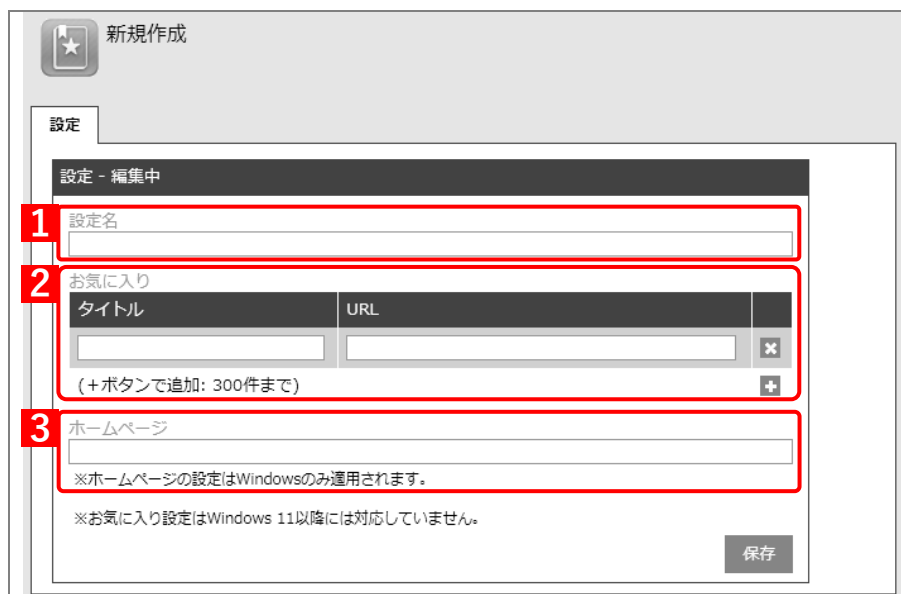 新規作成
設定
設定 - 編集中
1
設定名
2
お気に入り
タイトル URL
(+ボタンで追加: 300件まで)
3
ホームページ
※ホームページの設定はWindowsのみ適用されます。
※お気に入り設定はWindows 11以降には対応していません。
保存